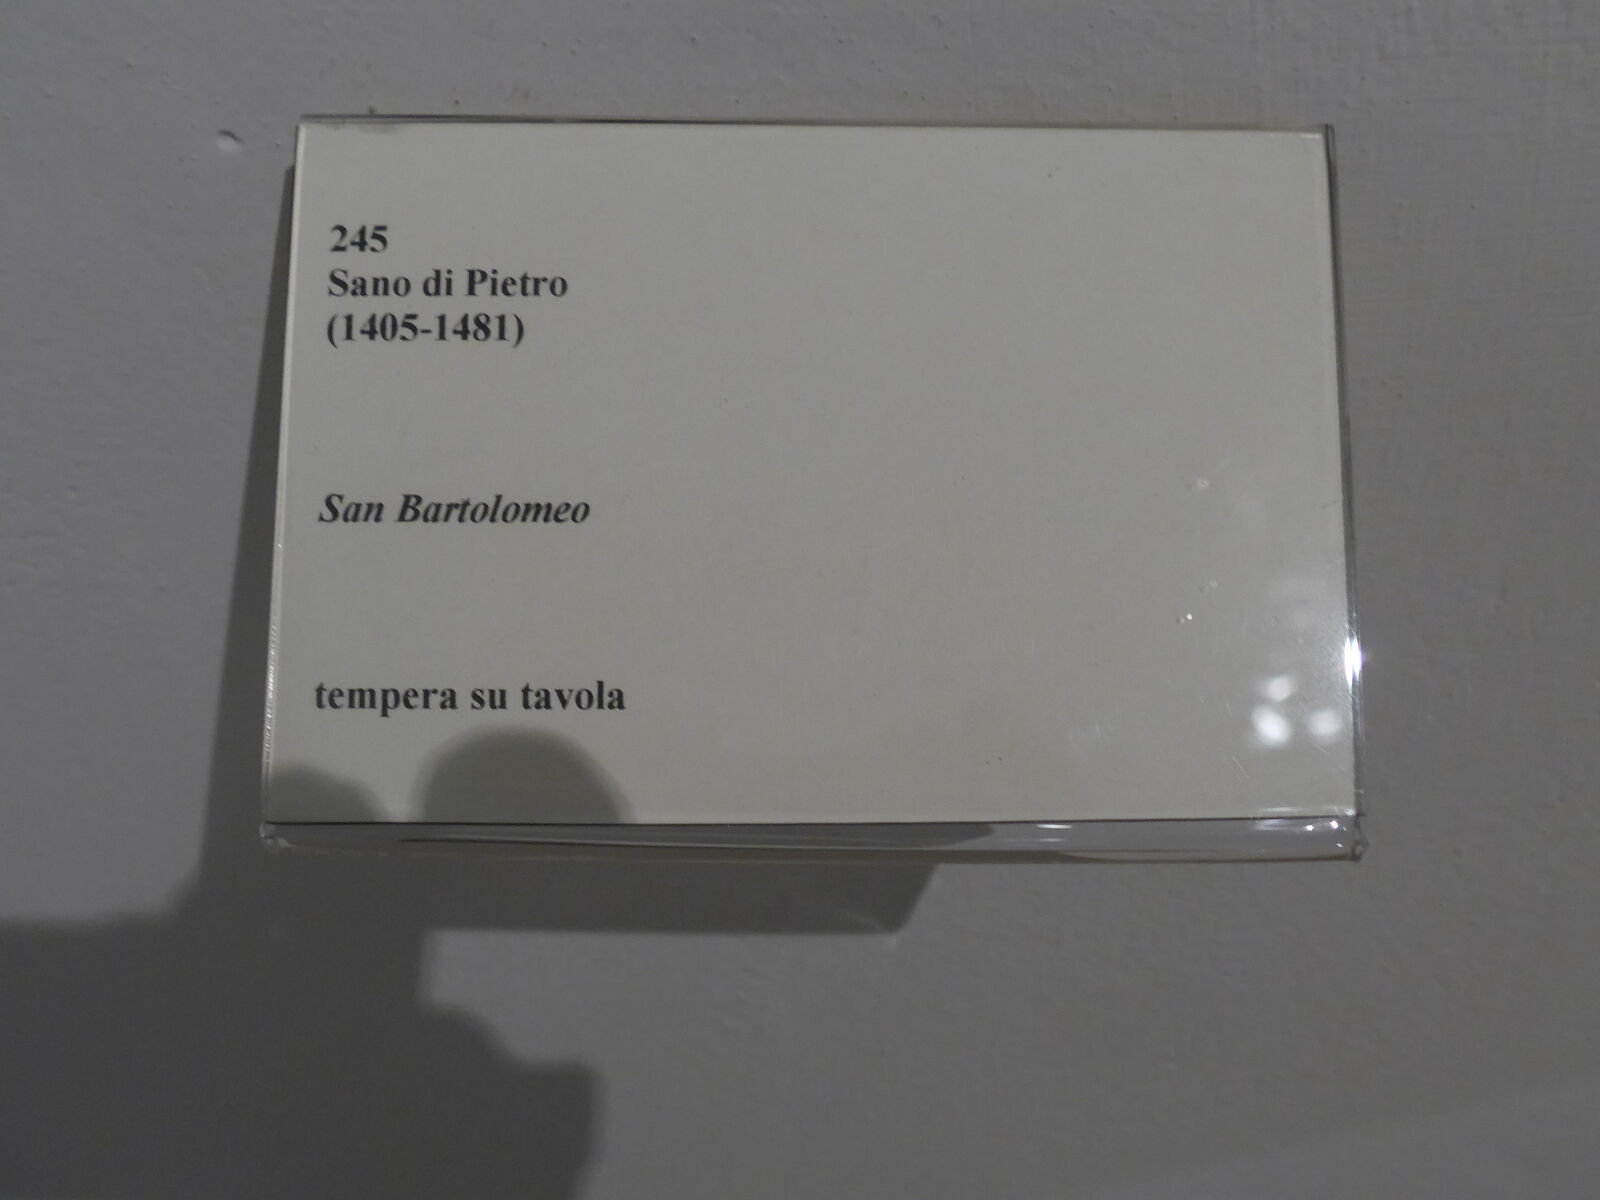 245
Sano di Pietro
(1405-1481)
San Bartolomeo
tempera su tavola